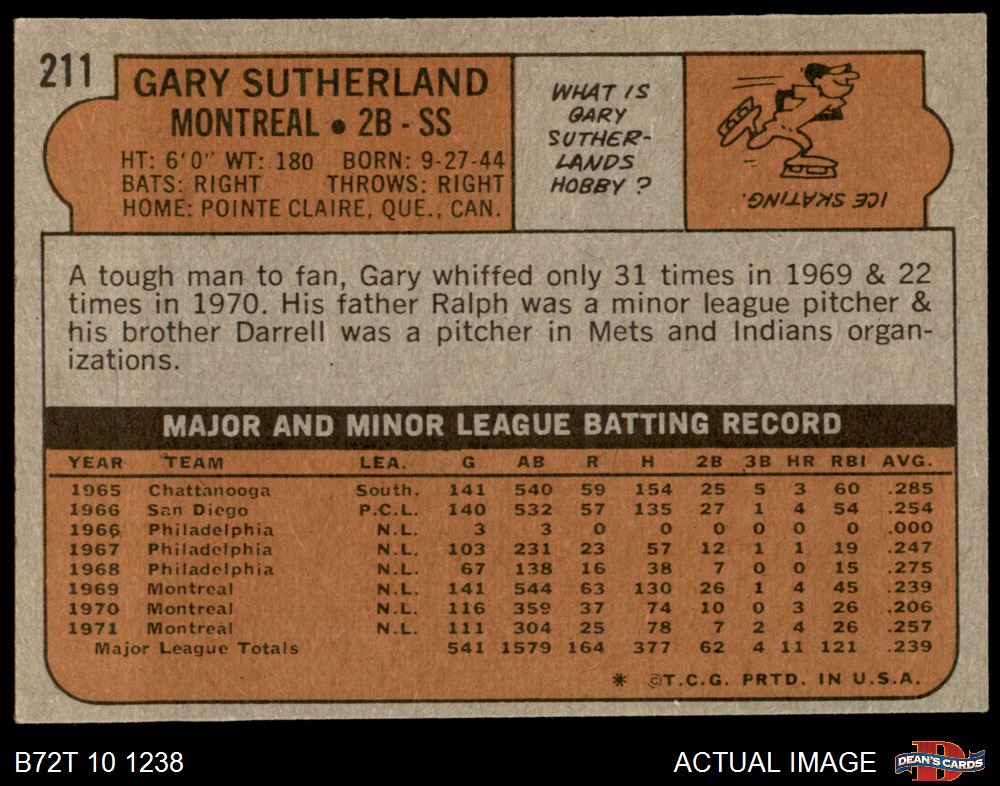 211
GARY SUTHERLAND
MONTREAL • 2B - SS
HT: 6'0" WT: 180 BORN: 9-27-44
BATS: RIGHT THROWS: RIGHT
HOME: POINTE CLAIRE, QUE., CAN.
WHAT IS
GARY
SUTHER-
LANDS
HOBBY ?
ICE SKATING.
A tough man to fan, Gary whiffed only 31 times in 1969 & 22
times in 1970. His father Ralph was a minor league pitcher &
his brother Darrell was a pitcher in Mets and Indians organ-
izations.
MAJOR AND MINOR LEAGUE BATTING RECORD
YEAR TEAM LEA. G AB R H 2B 3B HR RBI AVG.
1965 Chattanooga South. 141 540 59 154 25 5 3 60 .285
1966 San Diego P.C.L. 140 532 57 135 27 1 4 54 .254
1966 Philadelphia N.L. 3 3 0 0 0 0 0 0 .000
1967 Philadelphia N.L. 103 231 23 57 12 1 1 19 .247
1968 Philadelphia N.L. 67 138 16 38 7 0 0 15 .275
1969 Montreal N.L. 141 544 63 130 26 1 4 45 .239
1970 Montreal N.L. 116 359 37 74 10 0 3 26 .206
1971 Montreal N.L. 111 304 25 78 7 2 4 26 .257
Major League Totals 541 1579 164 377 62 4 11 121 .239
* ©T.C.G. PRTD. IN U.S.A.
B72T 10 1238
ACTUAL IMAGE
D
DEAN'S CARDS